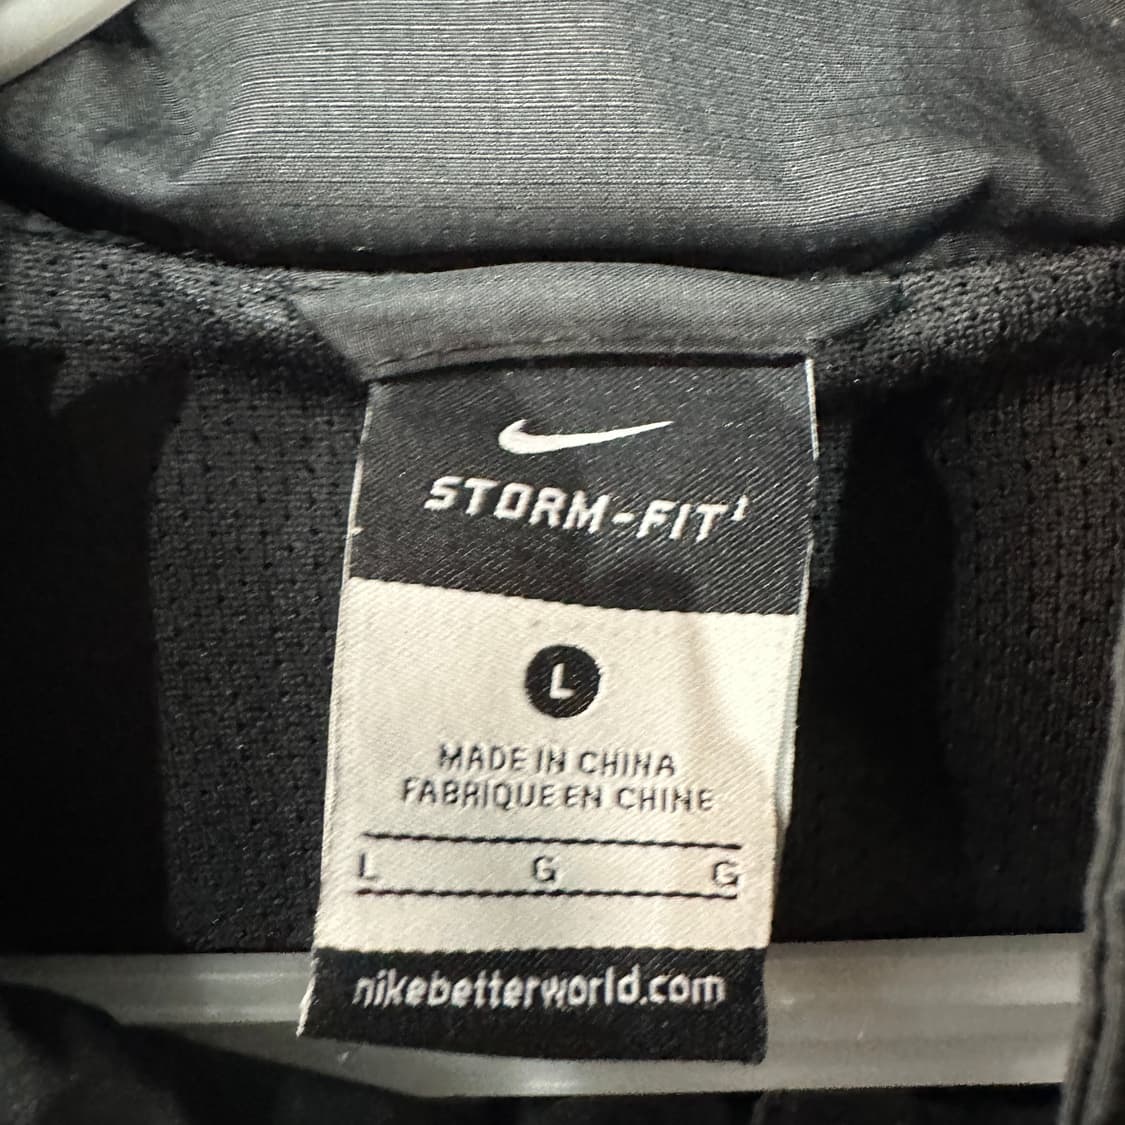 STORM-FIT¹
L
MADE IN CHINA
FABRIQUE EN CHINE
L G G
nikebetterworld.com